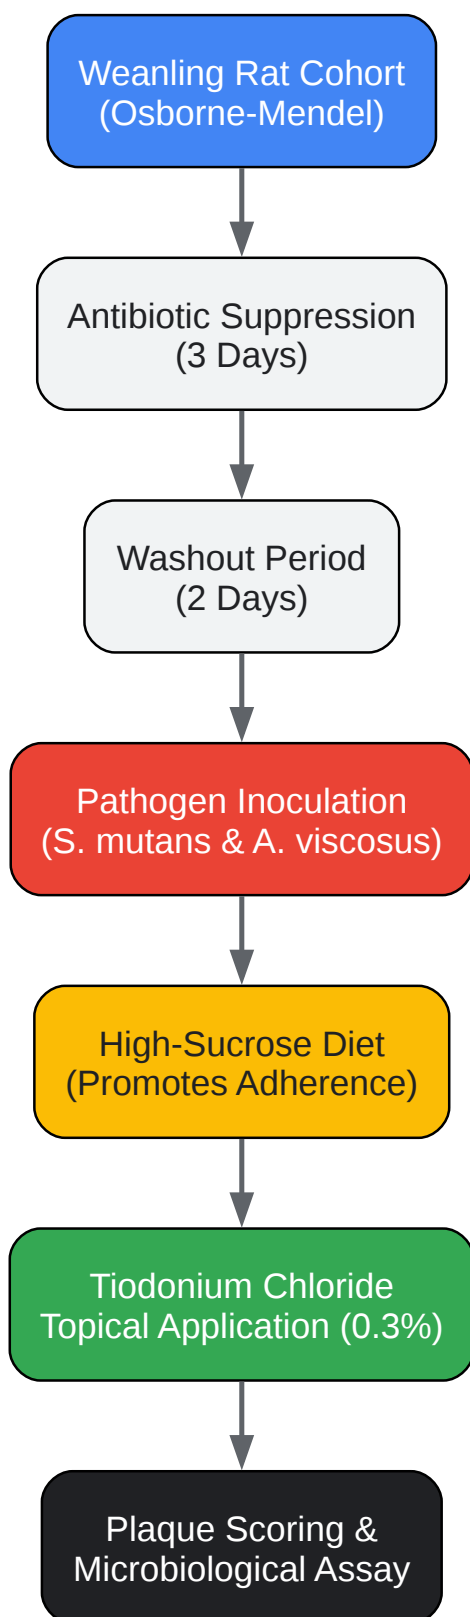 Weanling Rat Cohort
(Osborne-Mendel)
Antibiotic Suppression
(3 Days)
Washout Period
(2 Days)
Pathogen Inoculation
(S. mutans & A. viscosus)
High-Sucrose Diet
(Promotes Adherence)
Tiodonium Chloride
Topical Application (0.3%)
Plaque Scoring &
Microbiological Assay